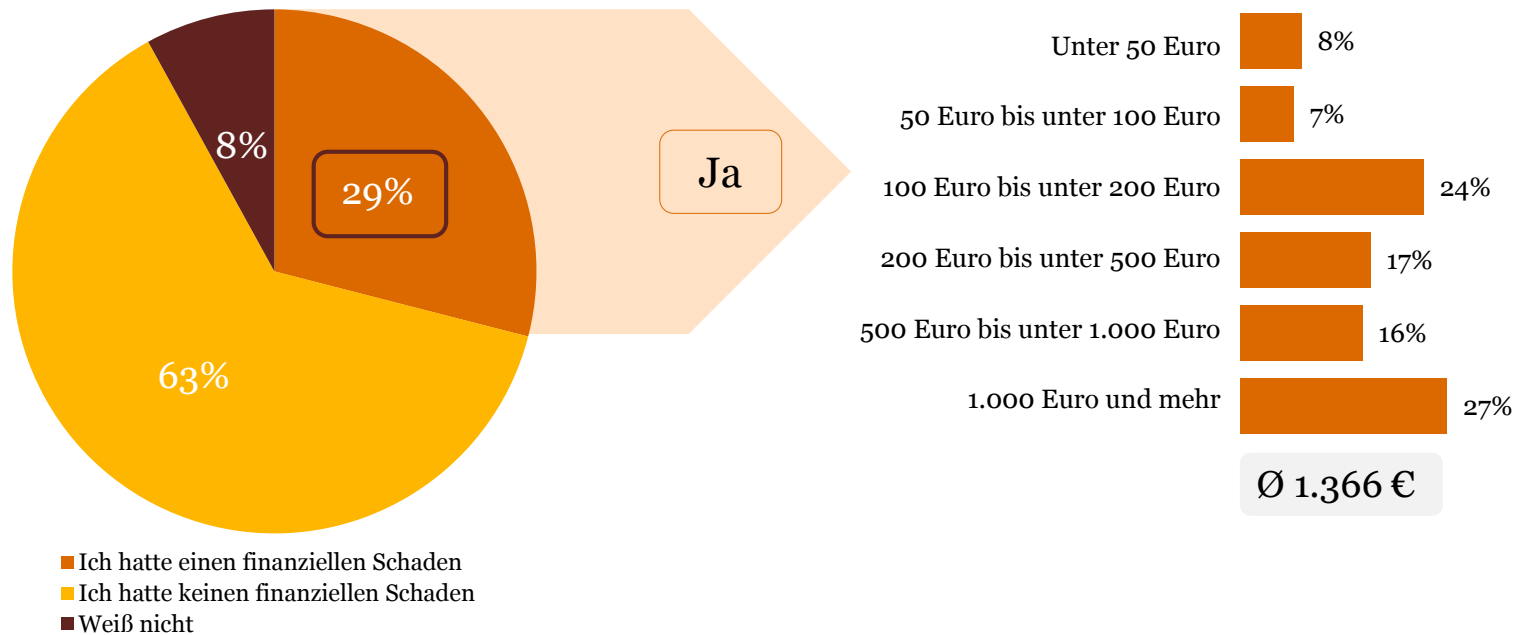 8%
29%
63%
Ich hatte einen finanziellen Schaden
Ich hatte keinen finanziellen Schaden
Weiß nicht
Ja
Unter 50 Euro 8%
50 Euro bis unter 100 Euro 7%
100 Euro bis unter 200 Euro 24%
200 Euro bis unter 500 Euro 17%
500 Euro bis unter 1.000 Euro 16%
1.000 Euro und mehr 27%
Ø 1.366 €